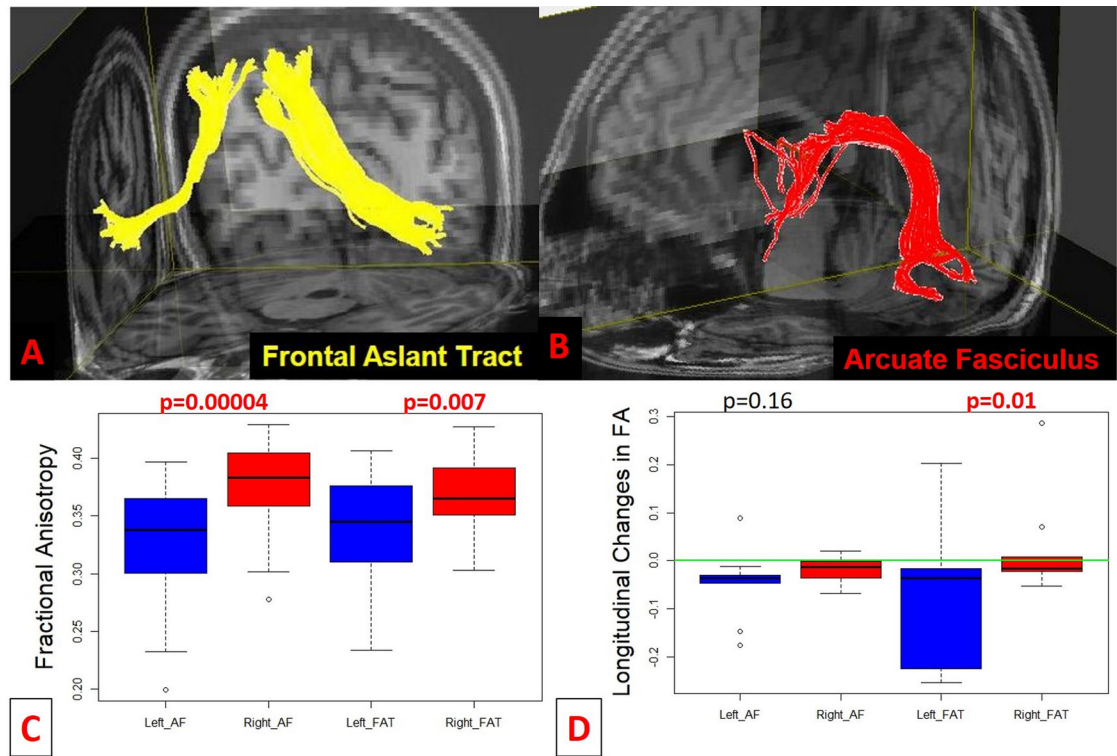 A
Frontal Aslant Tract
B
Arcuate Fasciculus
p=0.00004
p=0.007
Fractional Anisotropy
0.40
0.35
0.30
0.25
0.20
Left_AF
Right_AF
Left_FAT
Right_FAT
C
p=0.16
p=0.01
Longitudinal Changes in FA
0.3
0.2
0.1
0.0
-0.1
-0.2
Left_AF
Right_AF
Left_FAT
Right_FAT
D